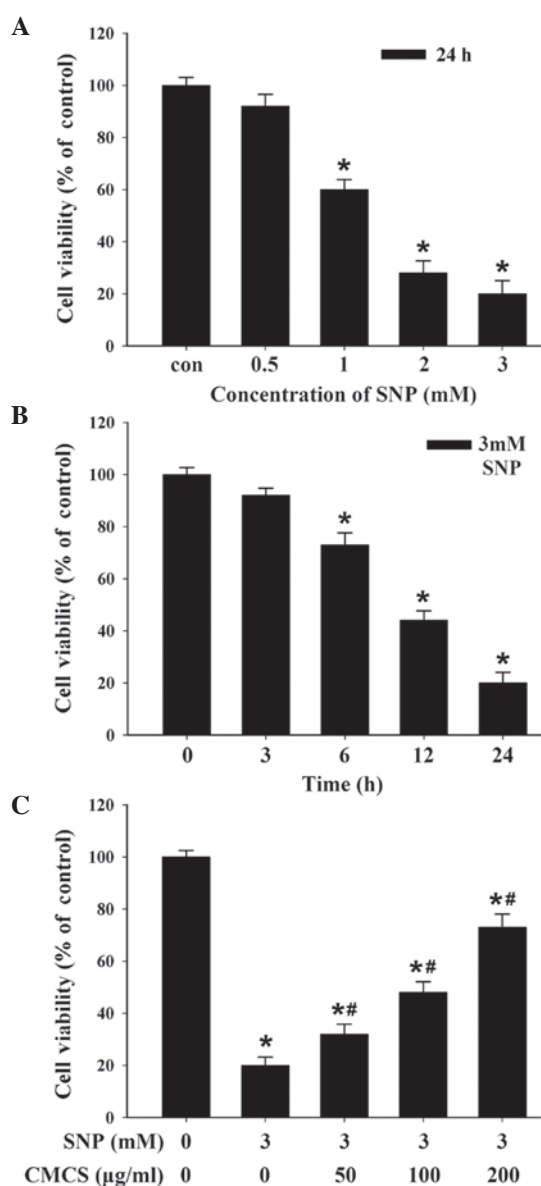 A
120
100
80
60
40
20
0
Cell viability (% of control)
24 h
*
*
*
con 0.5 1 2 3
Concentration of SNP (mM)
B
120
100
80
60
40
20
0
Cell viability (% of control)
3mM
SNP
*
*
*
0 3 6 12 24
Time (h)
C
120
100
80
60
40
20
0
Cell viability (% of control)
*
*#
*#
*#
SNP (mM) 0 3 3 3 3
CMCS (µg/ml) 0 0 50 100 200